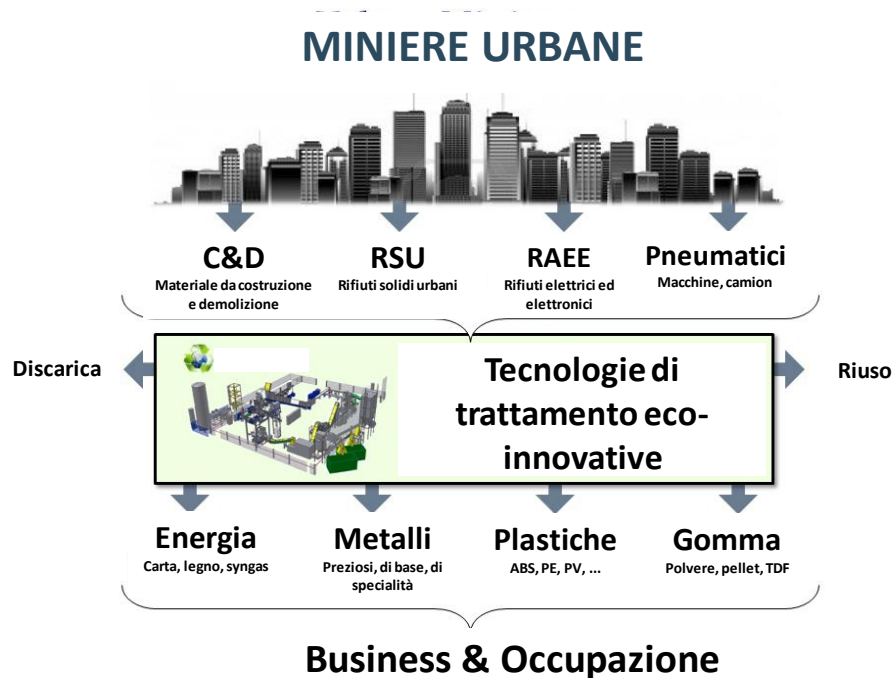 MINIERE URBANE
C&D
Materiale da costruzione
e demolizione
RSU
Rifiuti solidi urbani
RAEE
Rifiuti elettrici ed
elettronici
Pneumatici
Macchine, camion
Discarica
Tecnologie di
trattamento eco-
innovative
Riuso
Energia
Carta, legno, syngas
Metalli
Preziosi, di base, di
specialità
Plastiche
ABS, PE, PV, ...
Gomma
Polvere, pellet, TDF
Business & Occupazione